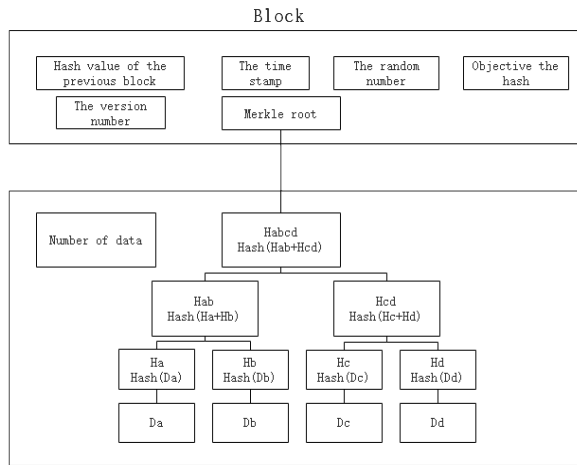 Block
Hash value of the
previous block
The time
stamp
The random
number
Objective the
hash
The version
number
Merkle root
Number of data
Habcd
Hash(Hab+Hcd)
Hab
Hash(Ha+Hb)
Hcd
Hash(Hc+Hd)
Ha
Hash(Da)
Hb
Hash(Db)
Hc
Hash(Dc)
Hd
Hash(Dd)
Da
Db
Dc
Dd